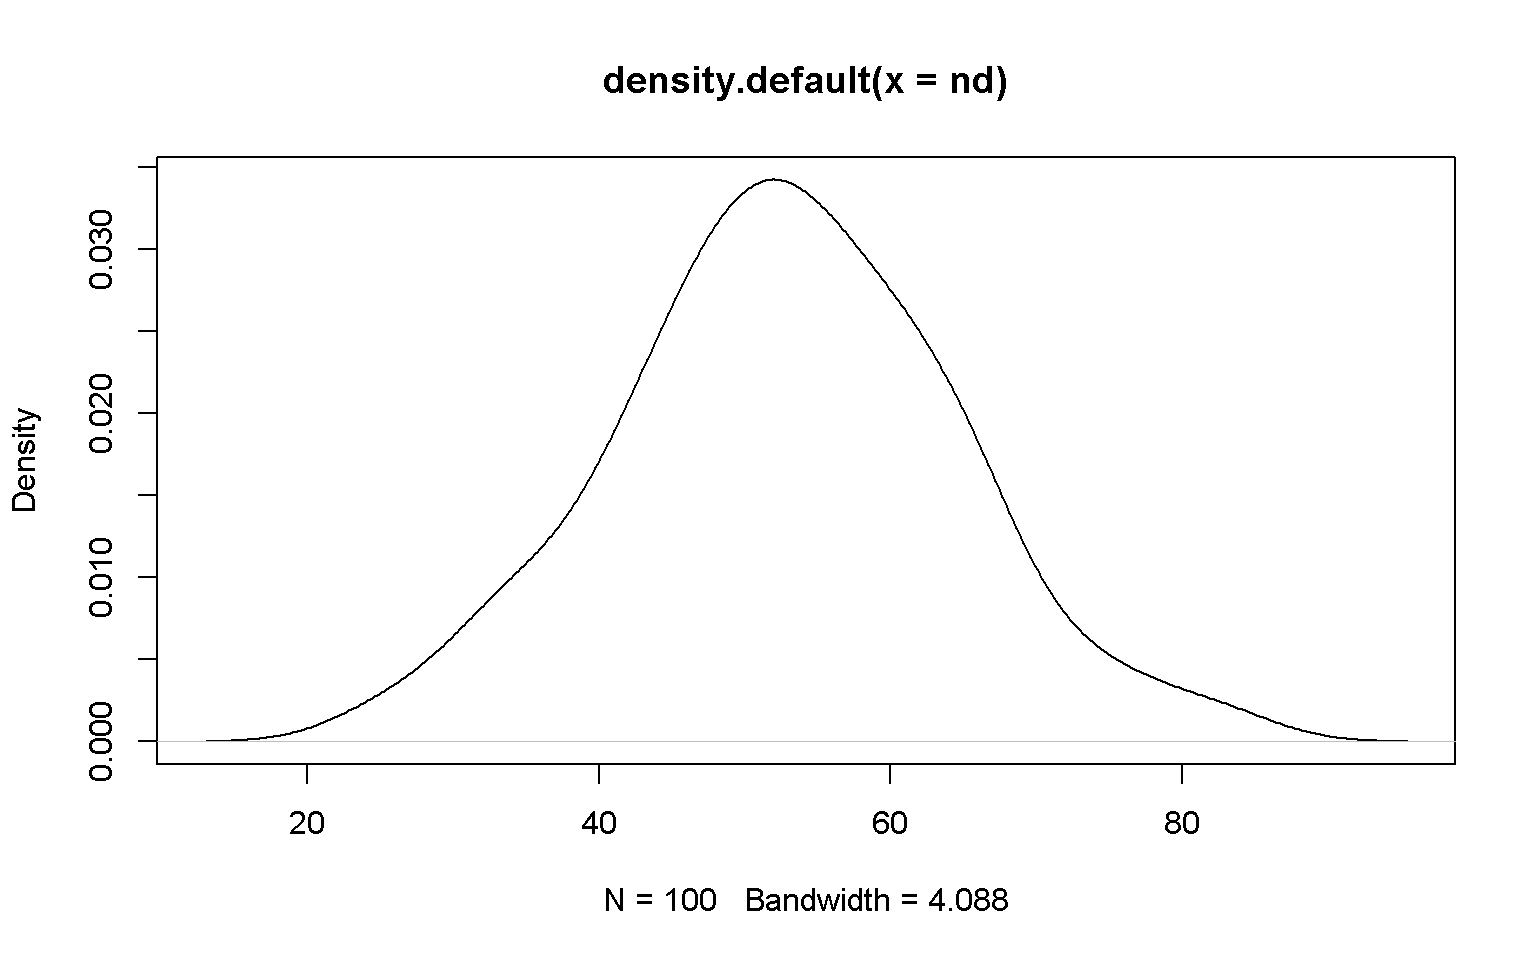 density.default(x = nd)
Density
0.030
0.020
0.010
0.000
20 40 60 80
N = 100 Bandwidth = 4.088